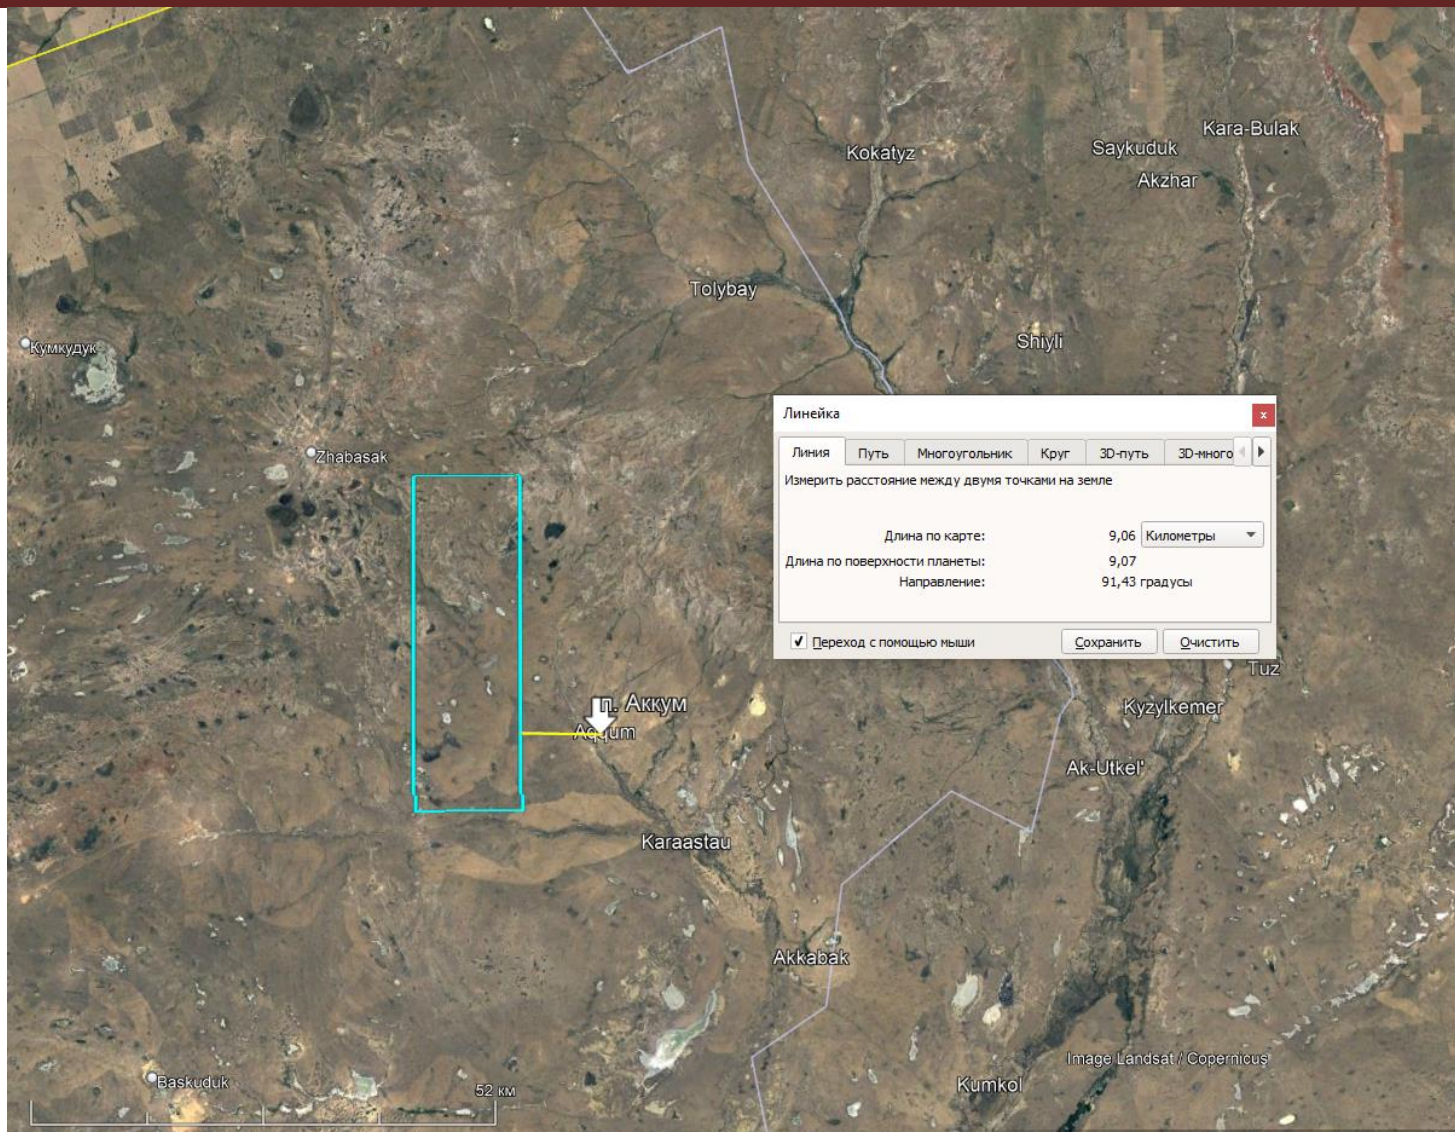 Kara-Bulak
Saykuduk
Kokatyz
Akzhar
Tolybay
Shiyli
Кумкудук
Zhabasak
Линейка
Линия Путь Многоугольник Круг 3D-путь 3D-много
Измерить расстояние между двумя точками на земле
Длина по карте: 9,06 Километры
Длина по поверхности планеты: 9,07
Направление: 91,43 градусы
Переход с помощью мыши Сохранить Очистить
Tuz
п. Аккум
Kyzylkemer
Aqqum
Ak-Utkel'
Karaastau
Akkabak
Image Landsat / Copernicus
Baskuduk
Kumkol
52 км